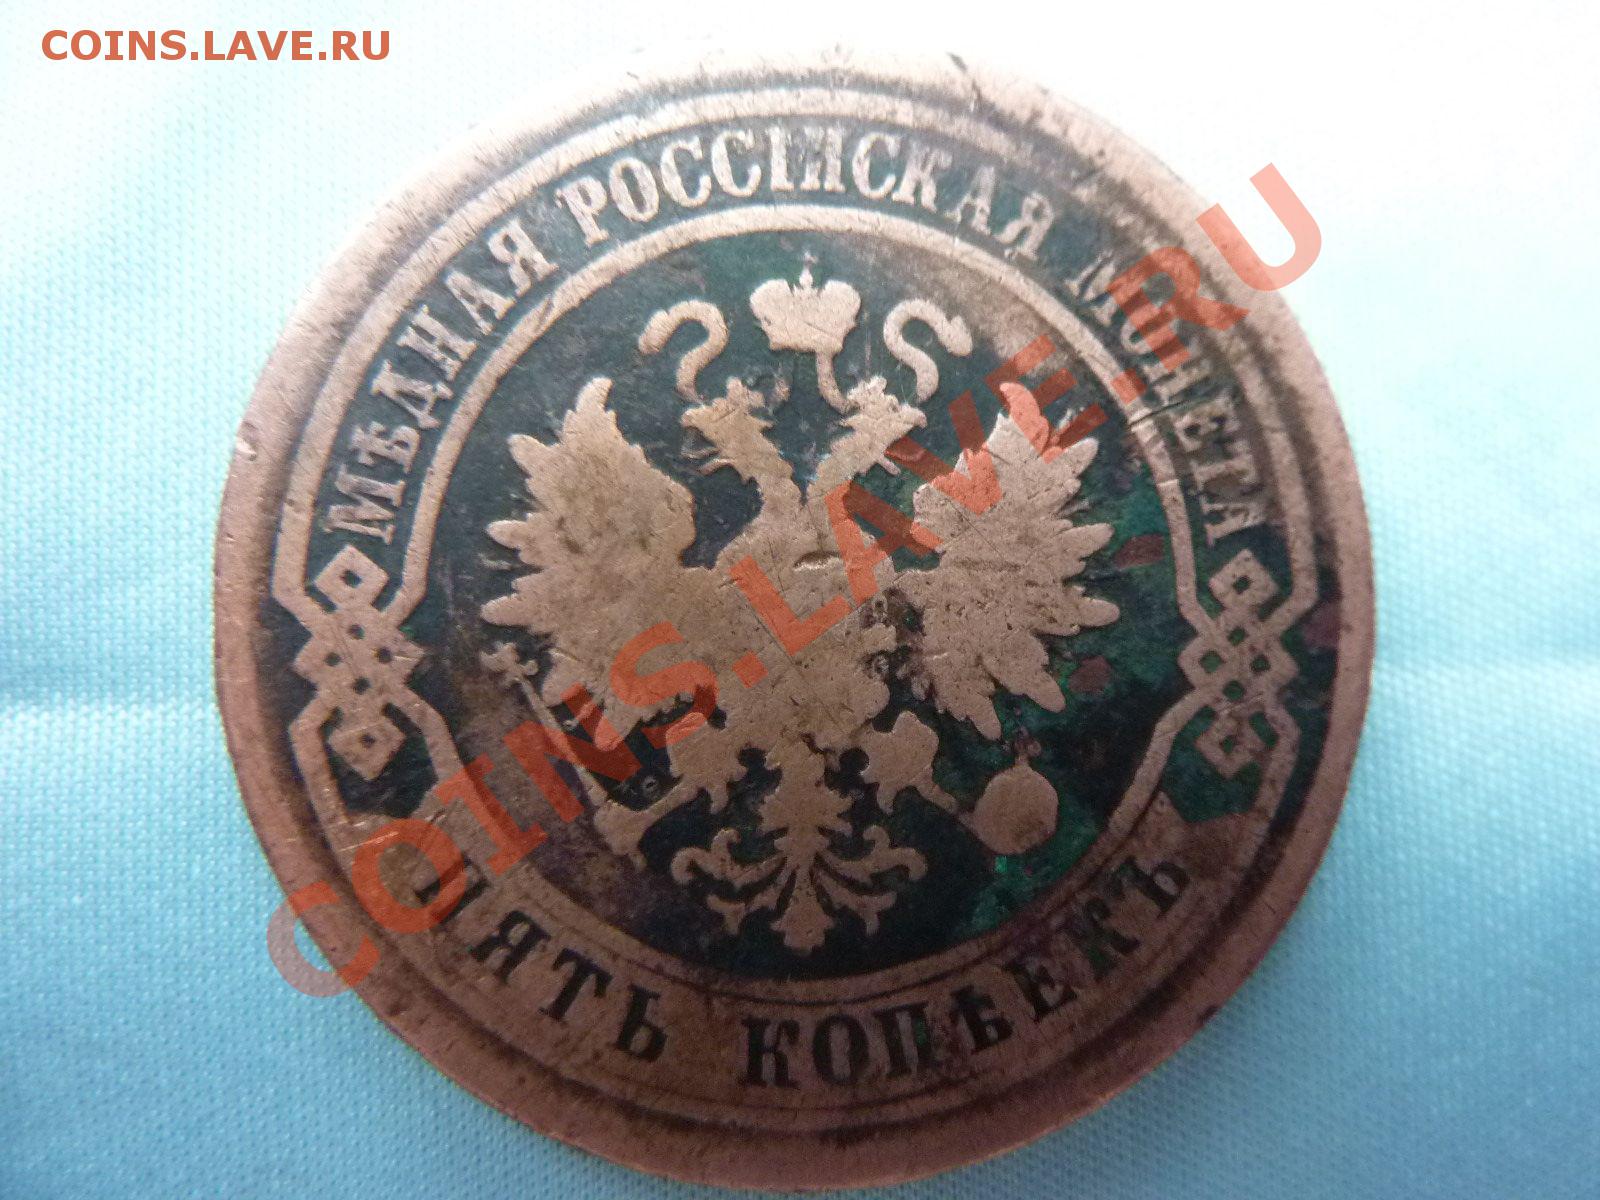 COINS.LAVE.RU
МѢДНАЯ РОССІЙСКАЯ МОНЕТА
COINS.LAVE.RU
ПЯТЬ КОПѢЕКЪ